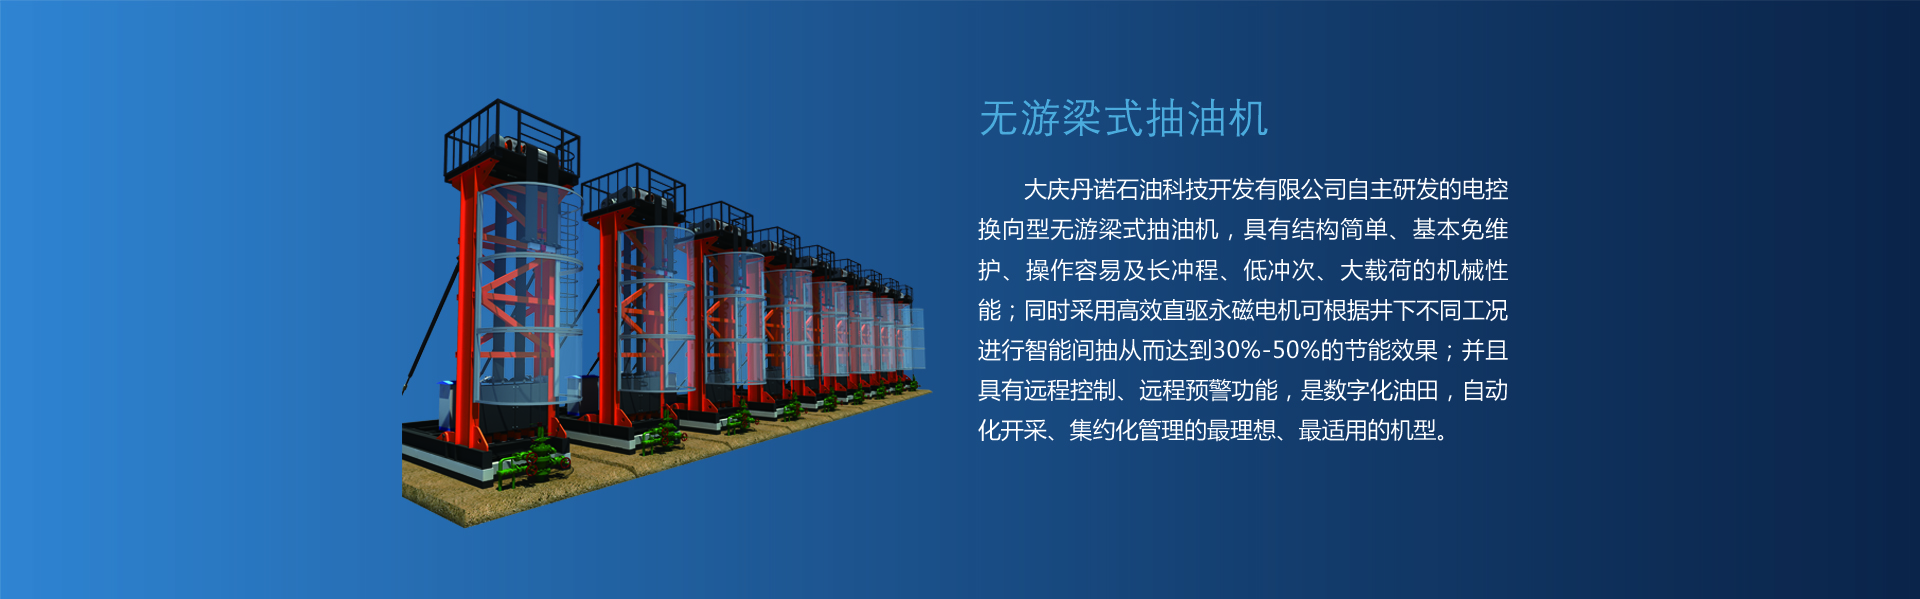 无游梁式抽油机
大庆丹诺石油科技开发有限公司自主研发的电控
换向型无游梁式抽油机，具有结构简单、基本免维
护、操作容易及长冲程、低冲次、大载荷的机械性
能；同时采用高效直驱永磁电机可根据井下不同工况
进行智能间抽从而达到30%-50%的节能效果；并且
具有远程控制、远程预警功能，是数字化油田，自动
化开采、集约化管理的最理想、最适用的机型。